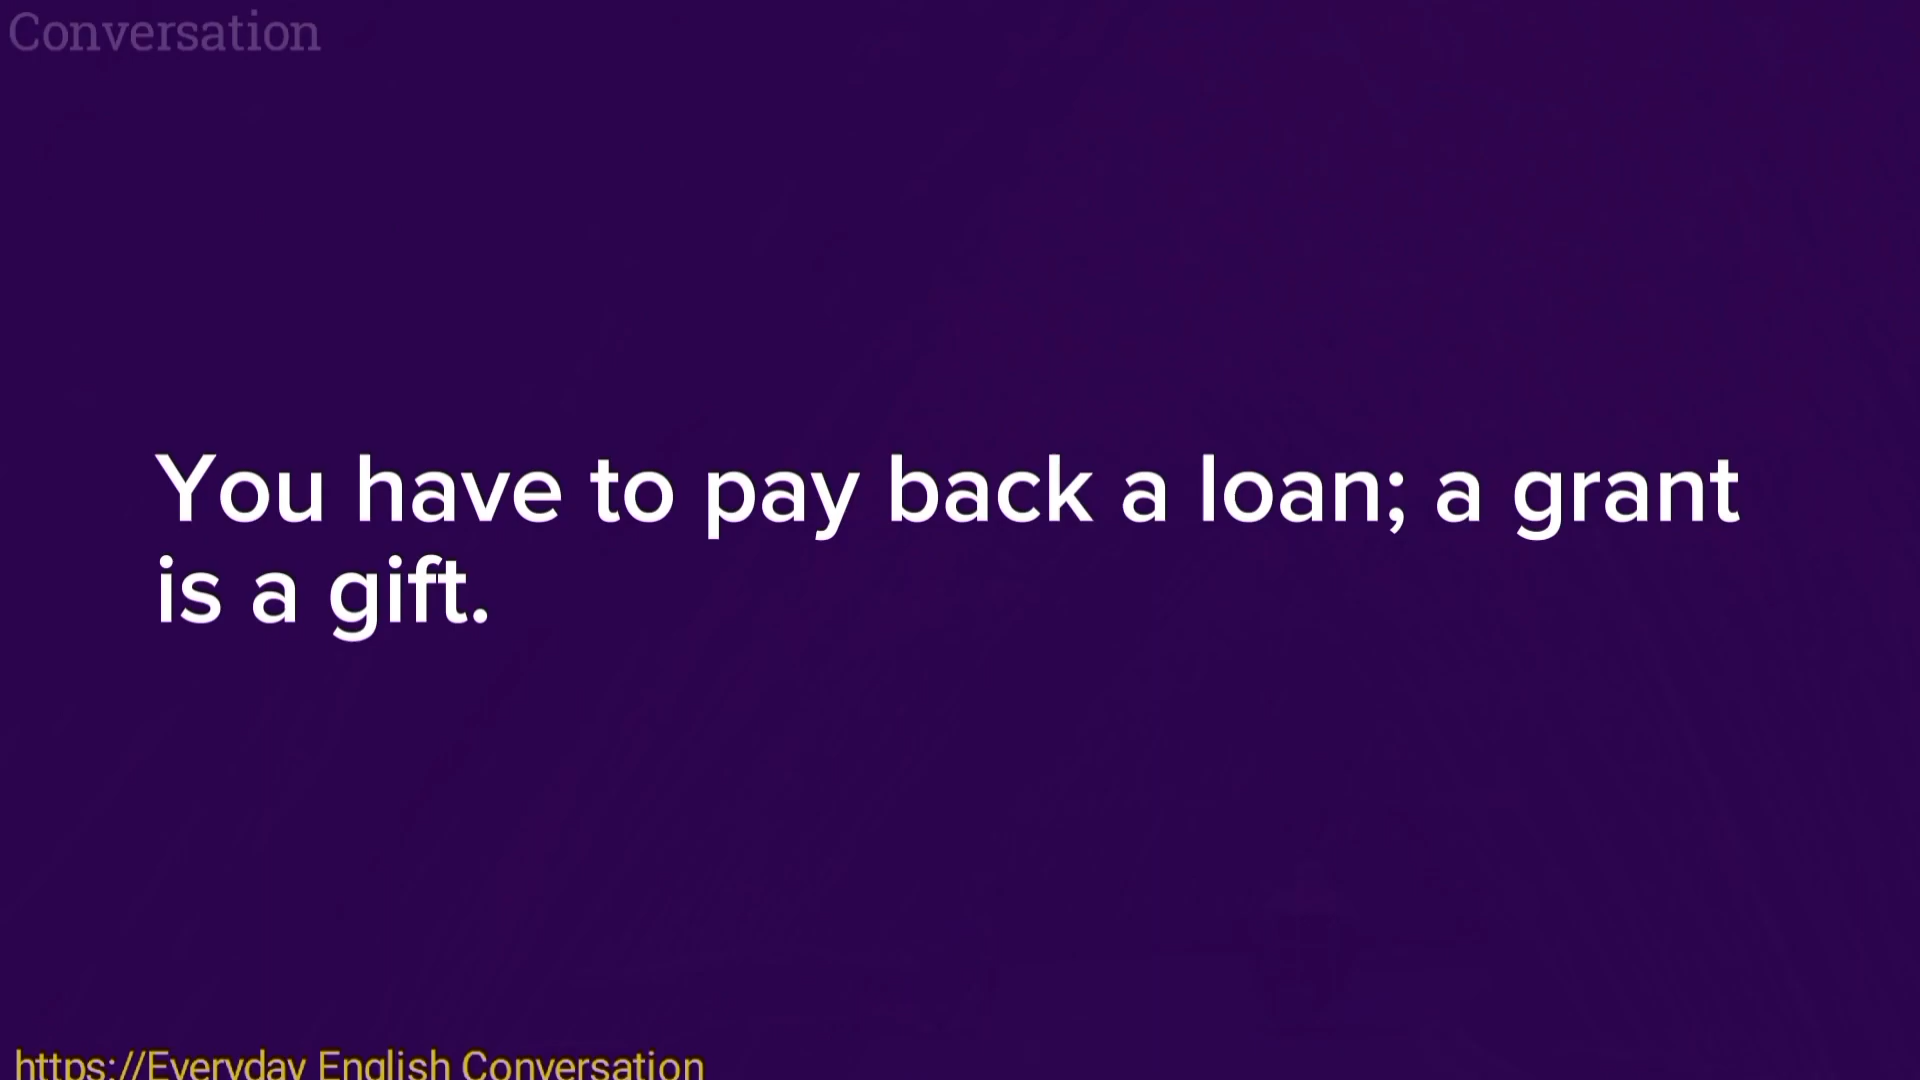 Conversation
You have to pay back a loan; a grant
is a gift.
https://Everyday English Conversation